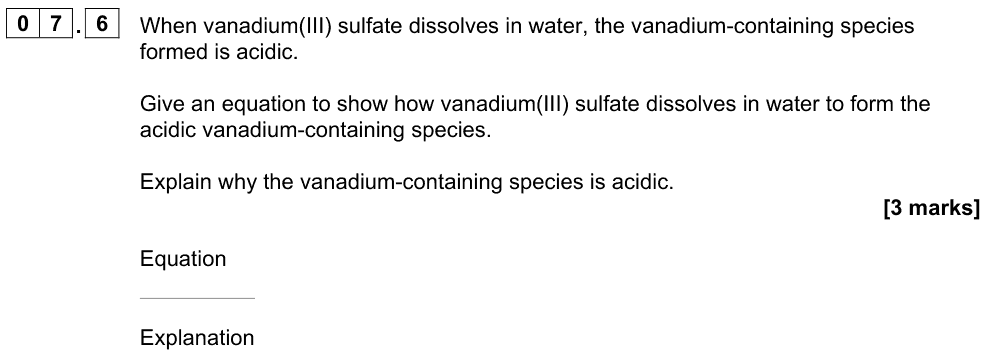 07.6 When vanadium(III) sulfate dissolves in water, the vanadium-containing species
formed is acidic.
Give an equation to show how vanadium(III) sulfate dissolves in water to form the
acidic vanadium-containing species.
Explain why the vanadium-containing species is acidic.
[3 marks]
Equation
Explanation